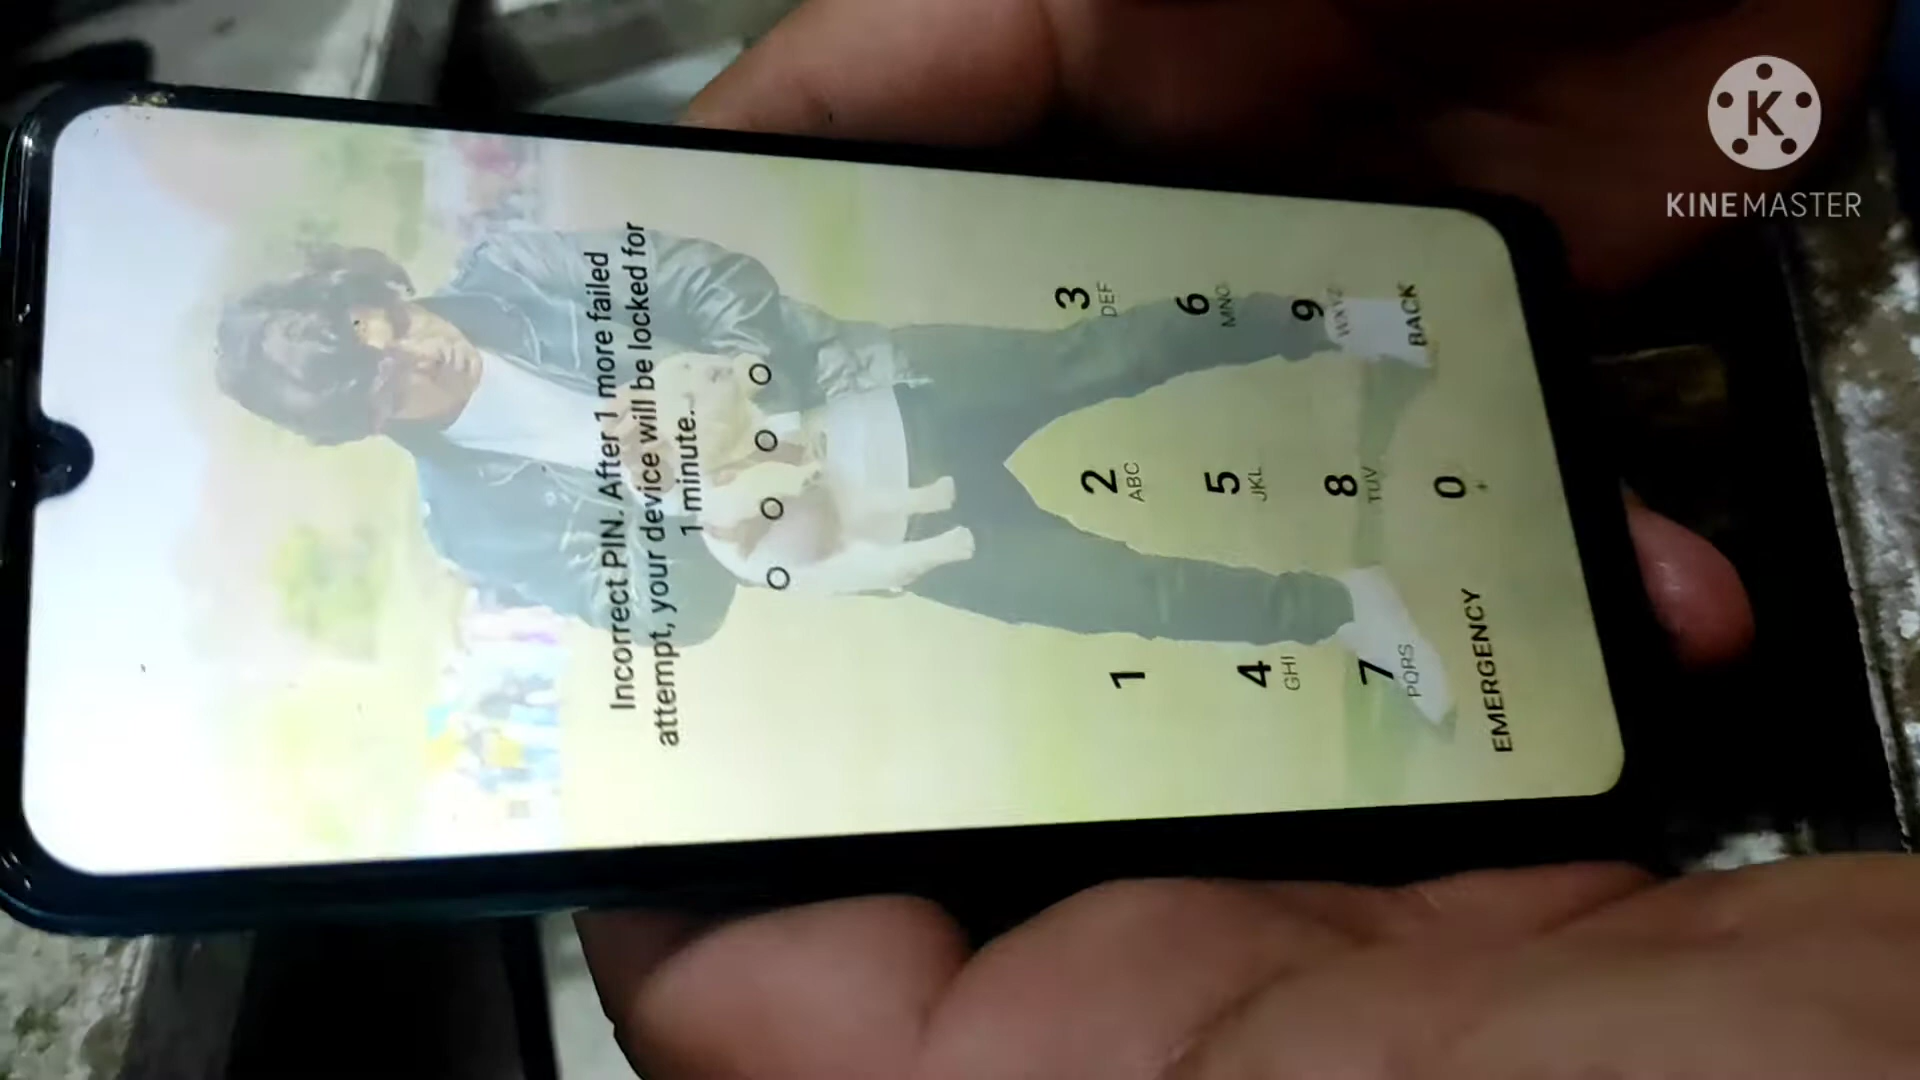 Incorrect PIN. After 1 more failed
attempt, your device will be locked for
1 minute.
1
2
ABC
3
DEF
4
GHI
5
JKL
6
MNO
7
PQRS
8
TUV
9
WXYZ
0
+
EMERGENCY
BACK
K
KINEMASTER